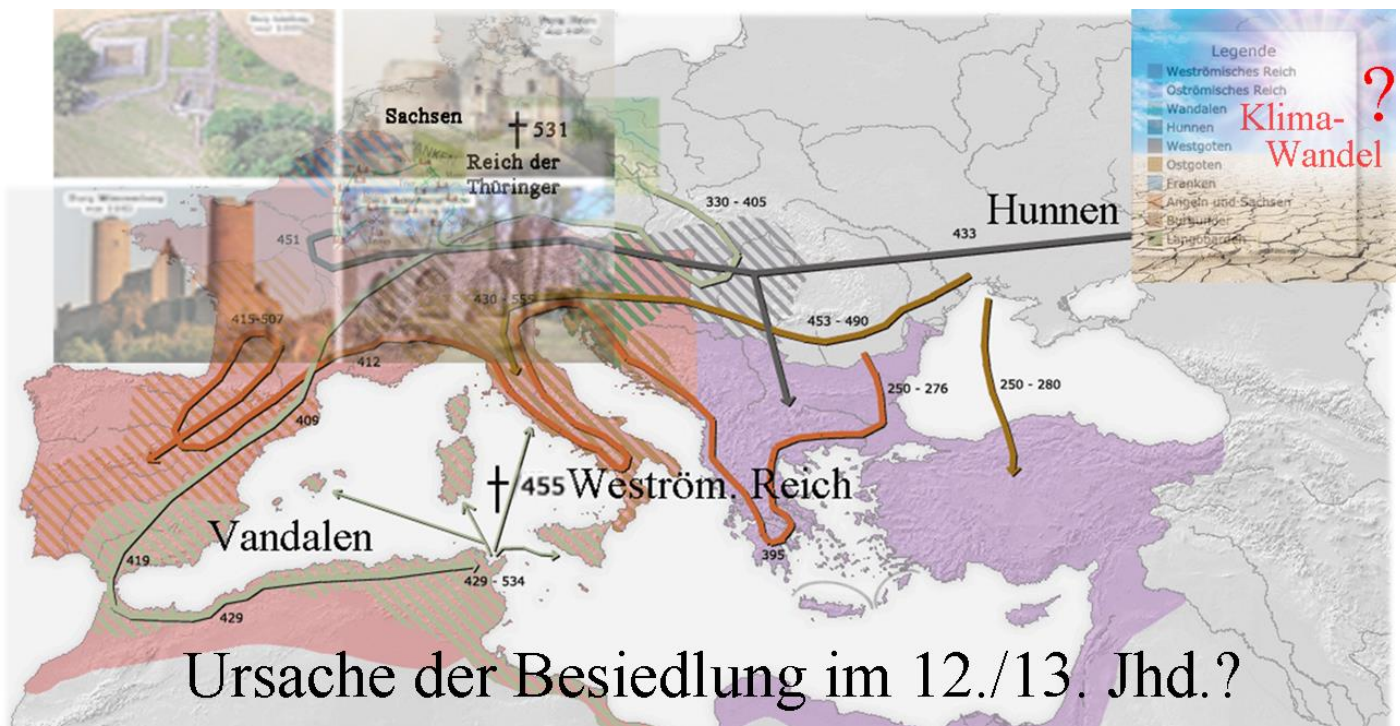 Sachsen
† 531
Reich der
Thüringer
451
415-507
430 - 555
412
409
419
429
429 - 534
330 - 405
433
453 - 490
250 - 276
250 - 280
395
Hunnen
Legende
Weströmisches Reich
Oströmisches Reich
Wandalen
Hunnen
Westgoten
Ostgoten
Franken
Angeln und Sachsen
Burgunder
Langobarden
Klima-
Wandel
?
† 455 Weström. Reich
Vandalen
Ursache der Besiedlung im 12./13. Jhd.?